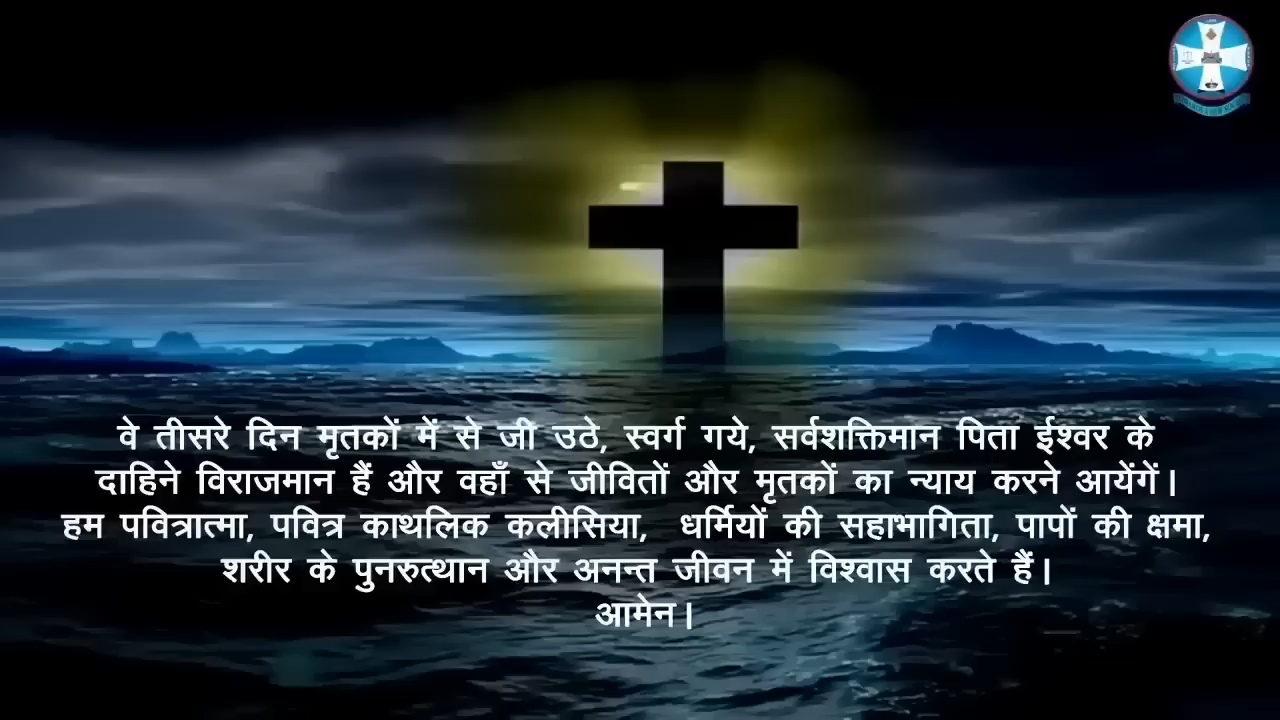 वे तीसरे दिन मृतकों में से जी उठे, स्वर्ग गये, सर्वशक्तिमान पिता ईश्वर के
दाहिने विराजमान हैं और वहाँ से जीवितों और मृतकों का न्याय करने आयेंगें।
हम पवित्रात्मा, पवित्र काथलिक कलीसिया, धर्मियों की सहाभागिता, पापों की क्षमा,
शरीर के पुनरुत्थान और अनन्त जीवन में विश्वास करते हैं।
आमेन।